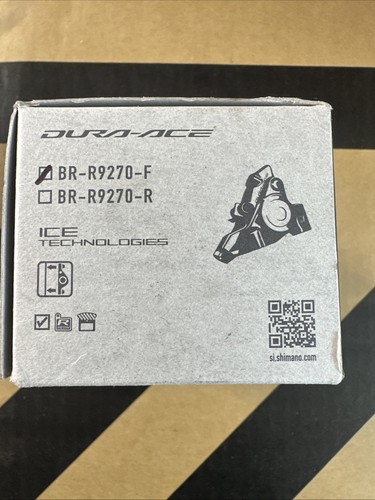 DURA-ACE
BR-R9270-F
BR-R9270-R
ICE
TECHNOLOGIES
si.shimano.com